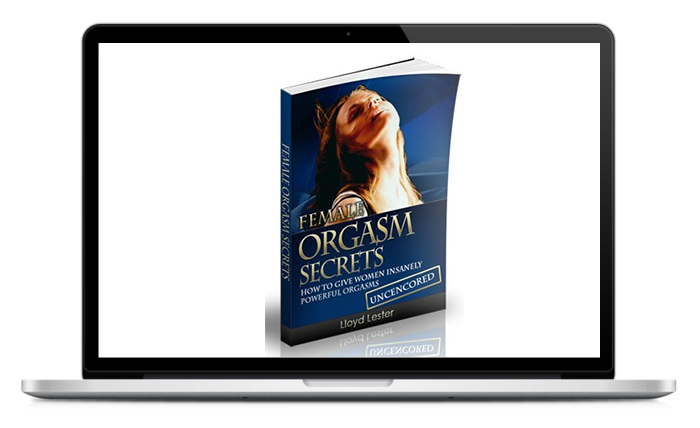 FEMALE ORGASM SECRETS
FEMALE
ORGASM
SECRETS
HOW TO GIVE WOMEN INSANELY
POWERFUL ORGASMS
UNCENCORED
Lloyd Lester